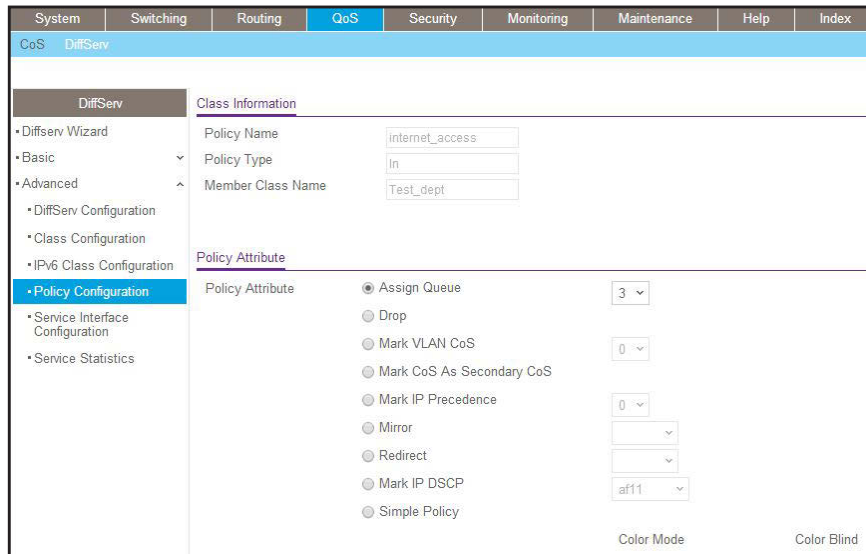 System Switching Routing QoS Security Monitoring Maintenance Help Index
CoS DiffServ
DiffServ
Diffserv Wizard
Basic
Advanced
DiffServ Configuration
Class Configuration
IPv6 Class Configuration
Policy Configuration
Service Interface
Configuration
Service Statistics
Class Information
Policy Name internet_access
Policy Type In
Member Class Name Test_dept
Policy Attribute
Policy Attribute Assign Queue 3
Drop
Mark VLAN CoS 0
Mark CoS As Secondary CoS
Mark IP Precedence 0
Mirror
Redirect
Mark IP DSCP af11
Simple Policy
Color Mode Color Blind